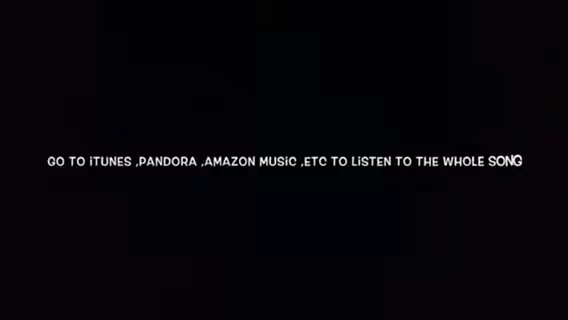 GO TO iTUNES ,PANDORA ,AMAZON MUSIC ,ETC TO LISTEN TO THE WHOLE SONG